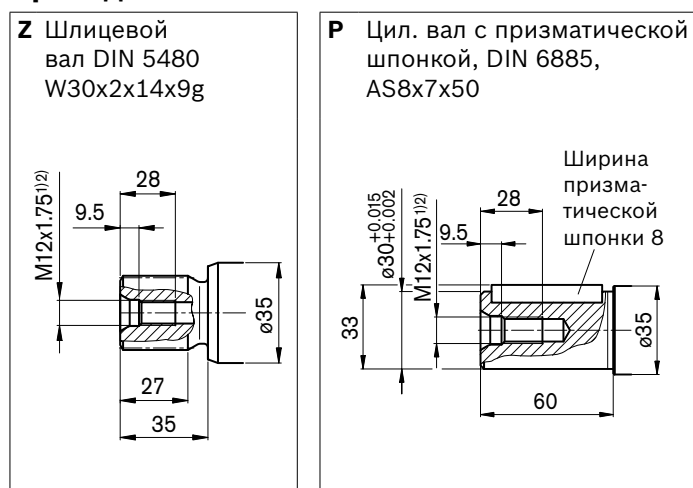 Z Шлицевой
вал DIN 5480
W30x2x14x9g
M12x1.75 1)2)
28
9.5
ø35
27
35
P Цил. вал с призматической
шпонкой, DIN 6885,
AS8x7x50
Ширина
призма-
тической
шпонки 8
ø30 +0.015 +0.002
M12x1.75 1)2)
28
9.5
33
ø35
60